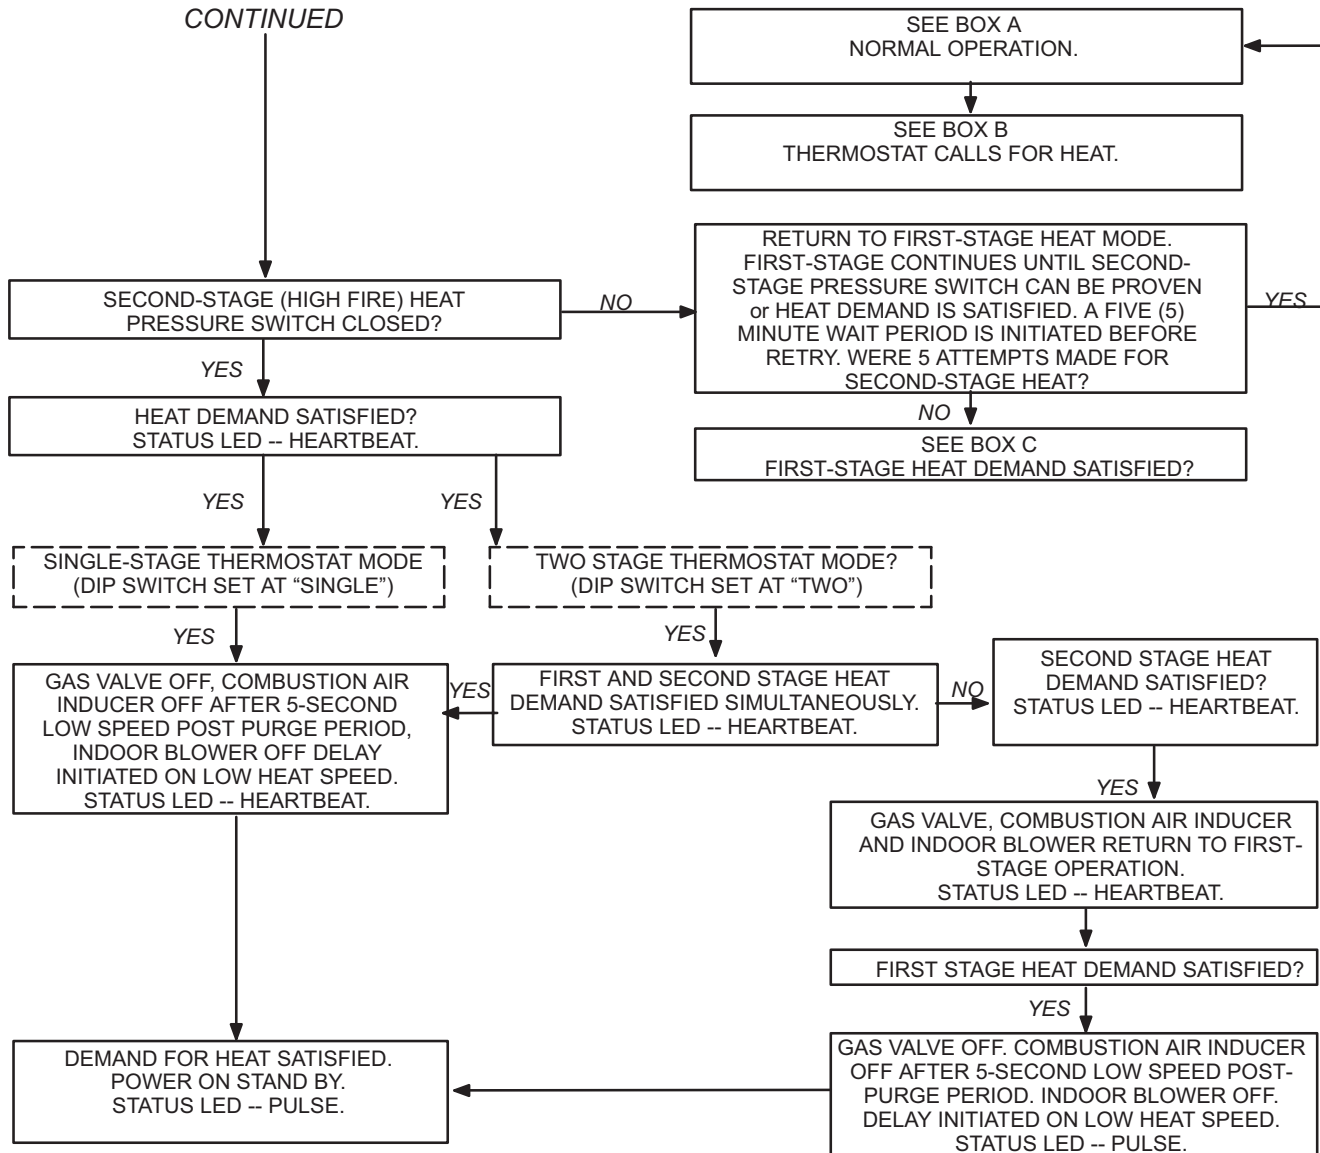 CONTINUED
SEE BOX A
NORMAL OPERATION.
SEE BOX B
THERMOSTAT CALLS FOR HEAT.
SECOND-STAGE (HIGH FIRE) HEAT
PRESSURE SWITCH CLOSED?
NO
RETURN TO FIRST-STAGE HEAT MODE.
FIRST-STAGE CONTINUES UNTIL SECOND-
STAGE PRESSURE SWITCH CAN BE PROVEN
or HEAT DEMAND IS SATISFIED. A FIVE (5)
MINUTE WAIT PERIOD IS INITIATED BEFORE
RETRY. WERE 5 ATTEMPTS MADE FOR
SECOND-STAGE HEAT?
YES
YES
NO
HEAT DEMAND SATISFIED?
STATUS LED -- HEARTBEAT.
SEE BOX C
FIRST-STAGE HEAT DEMAND SATISFIED?
YES
YES
SINGLE-STAGE THERMOSTAT MODE
(DIP SWITCH SET AT “SINGLE”)
TWO STAGE THERMOSTAT MODE?
(DIP SWITCH SET AT “TWO”)
YES
YES
GAS VALVE OFF, COMBUSTION AIR
INDUCER OFF AFTER 5-SECOND
LOW SPEED POST PURGE PERIOD,
INDOOR BLOWER OFF DELAY
INITIATED ON LOW HEAT SPEED.
STATUS LED -- HEARTBEAT.
YES
FIRST AND SECOND STAGE HEAT
DEMAND SATISFIED SIMULTANEOUSLY.
STATUS LED -- HEARTBEAT.
NO
SECOND STAGE HEAT
DEMAND SATISFIED?
STATUS LED -- HEARTBEAT.
YES
GAS VALVE, COMBUSTION AIR INDUCER
AND INDOOR BLOWER RETURN TO FIRST-
STAGE OPERATION.
STATUS LED -- HEARTBEAT.
FIRST STAGE HEAT DEMAND SATISFIED?
YES
DEMAND FOR HEAT SATISFIED.
POWER ON STAND BY.
STATUS LED -- PULSE.
GAS VALVE OFF. COMBUSTION AIR INDUCER
OFF AFTER 5-SECOND LOW SPEED POST-
PURGE PERIOD. INDOOR BLOWER OFF.
DELAY INITIATED ON LOW HEAT SPEED.
STATUS LED -- PULSE.